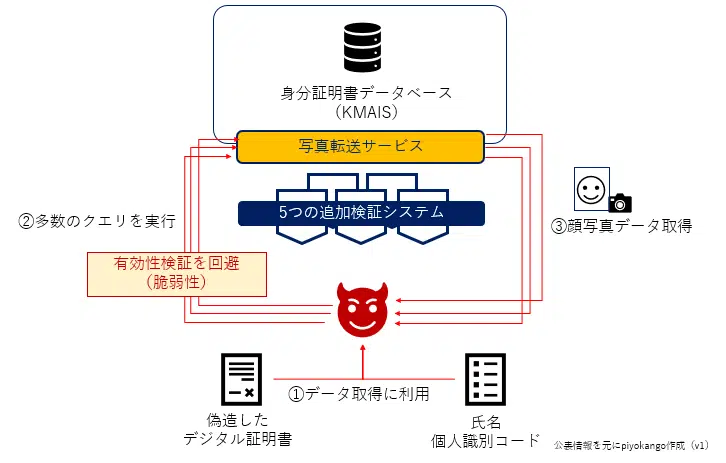 身分証明書データベース
（KMAIS）
写真転送サービス
5つの追加検証システム
②多数のクエリを実行
③顔写真データ取得
有効性検証を回避
（脆弱性）
①データ取得に利用
偽造した
デジタル証明書
氏名
個人識別コード
公表情報を元にpiyokango作成（v1）